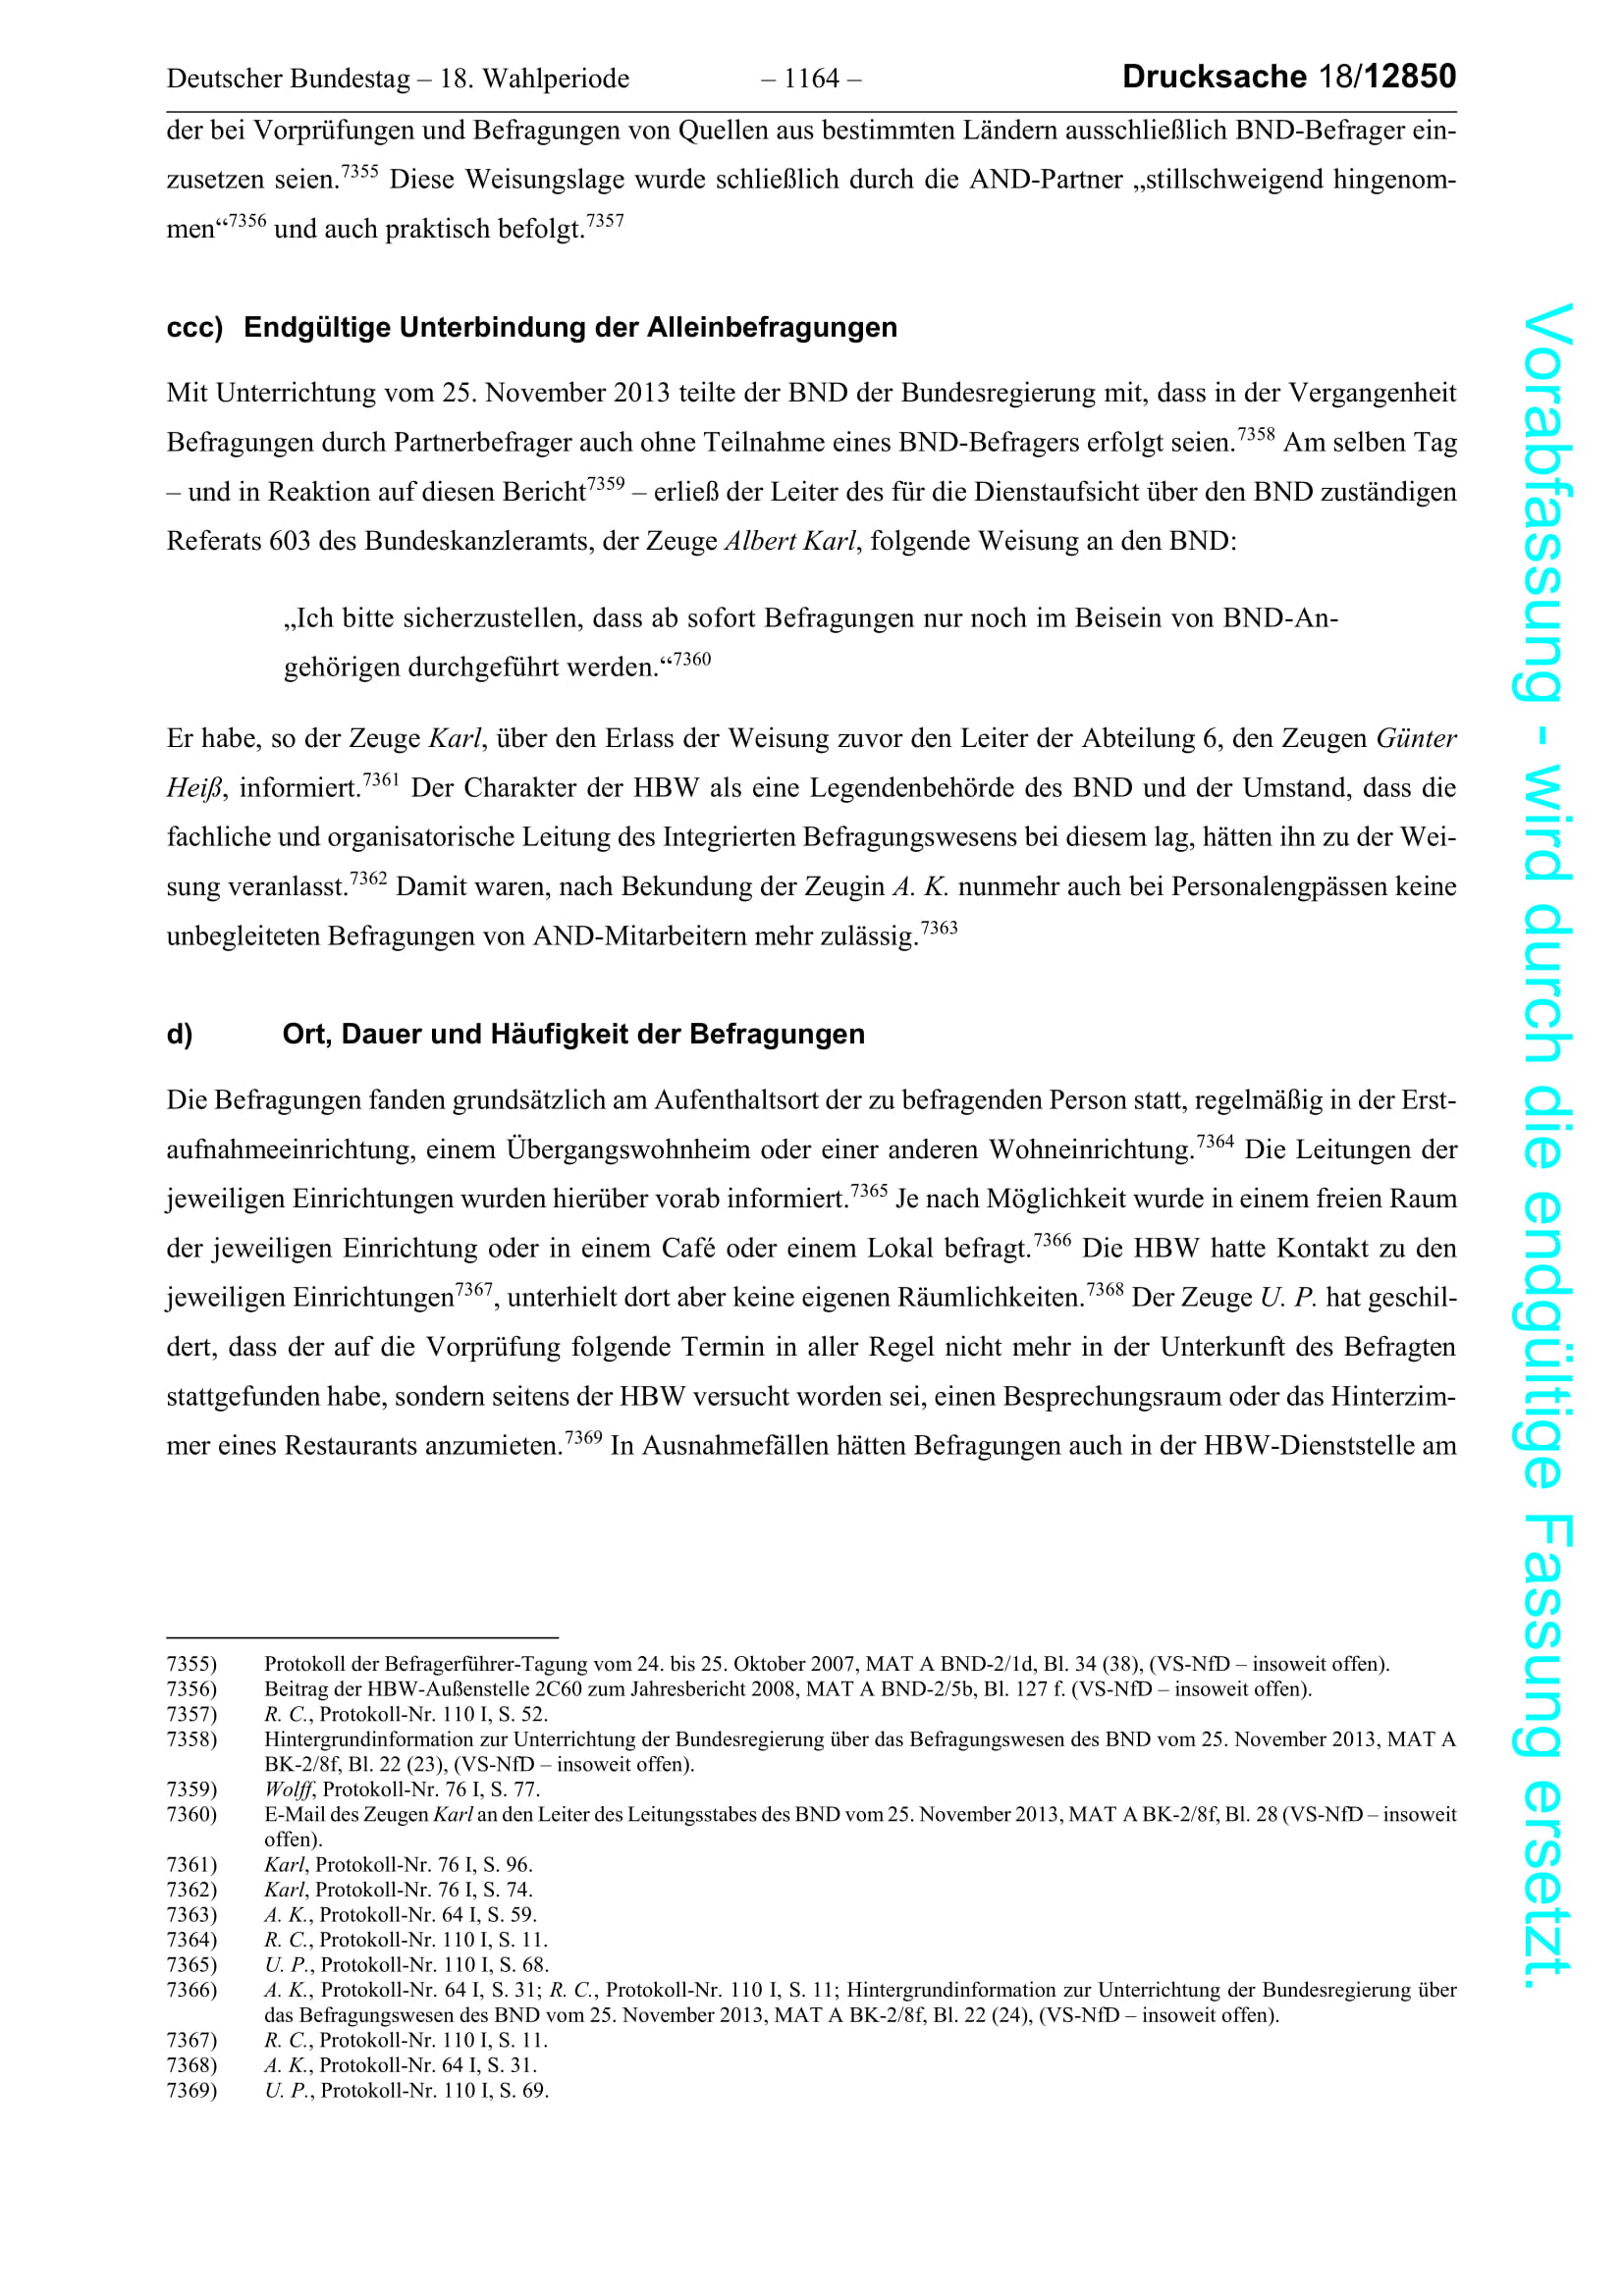 Deutscher Bundestag – 18. Wahlperiode – 1164 – Drucksache 18/12850
der bei Vorprüfungen und Befragungen von Quellen aus bestimmten Ländern ausschließlich BND-Befrager ein-
zusetzen seien.7355 Diese Weisungslage wurde schließlich durch die AND-Partner „stillschweigend hingenom-
men“7356 und auch praktisch befolgt.7357
ccc) Endgültige Unterbindung der Alleinbefragungen
Mit Unterrichtung vom 25. November 2013 teilte der BND der Bundesregierung mit, dass in der Vergangenheit
Befragungen durch Partnerbefrager auch ohne Teilnahme eines BND-Befragers erfolgt seien.7358 Am selben Tag
– und in Reaktion auf diesen Bericht7359 – erließ der Leiter des für die Dienstaufsicht über den BND zuständigen
Referats 603 des Bundeskanzleramts, der Zeuge Albert Karl, folgende Weisung an den BND:
„Ich bitte sicherzustellen, dass ab sofort Befragungen nur noch im Beisein von BND-An-
gehörigen durchgeführt werden.“7360
Er habe, so der Zeuge Karl, über den Erlass der Weisung zuvor den Leiter der Abteilung 6, den Zeugen Günter
Heiß, informiert.7361 Der Charakter der HBW als eine Legendenbehörde des BND und der Umstand, dass die
fachliche und organisatorische Leitung des Integrierten Befragungswesens bei diesem lag, hätten ihn zu der Wei-
sung veranlasst.7362 Damit waren, nach Bekundung der Zeugin A. K. nunmehr auch bei Personalengpässen keine
unbegleiteten Befragungen von AND-Mitarbeitern mehr zulässig.7363
d) Ort, Dauer und Häufigkeit der Befragungen
Die Befragungen fanden grundsätzlich am Aufenthaltsort der zu befragenden Person statt, regelmäßig in der Erst-
aufnahmeeinrichtung, einem Übergangswohnheim oder einer anderen Wohneinrichtung.7364 Die Leitungen der
jeweiligen Einrichtungen wurden hierüber vorab informiert.7365 Je nach Möglichkeit wurde in einem freien Raum
der jeweiligen Einrichtung oder in einem Café oder einem Lokal befragt.7366 Die HBW hatte Kontakt zu den
jeweiligen Einrichtungen7367, unterhielt dort aber keine eigenen Räumlichkeiten.7368 Der Zeuge U. P. hat geschil-
dert, dass der auf die Vorprüfung folgende Termin in aller Regel nicht mehr in der Unterkunft des Befragten
stattgefunden habe, sondern seitens der HBW versucht worden sei, einen Besprechungsraum oder das Hinterzim-
mer eines Restaurants anzumieten.7369 In Ausnahmefällen hätten Befragungen auch in der HBW-Dienststelle am
7355) Protokoll der Befragerführer-Tagung vom 24. bis 25. Oktober 2007, MAT A BND-2/1d, Bl. 34 (38), (VS-NfD – insoweit offen).
7356) Beitrag der HBW-Außenstelle 2C60 zum Jahresbericht 2008, MAT A BND-2/5b, Bl. 127 f. (VS-NfD – insoweit offen).
7357) R. C., Protokoll-Nr. 110 I, S. 52.
7358) Hintergrundinformation zur Unterrichtung der Bundesregierung über das Befragungswesen des BND vom 25. November 2013, MAT A
BK-2/8f, Bl. 22 (23), (VS-NfD – insoweit offen).
7359) Wolff, Protokoll-Nr. 76 I, S. 77.
7360) E-Mail des Zeugen Karl an den Leiter des Leitungsstabes des BND vom 25. November 2013, MAT A BK-2/8f, Bl. 28 (VS-NfD – insoweit
offen).
7361) Karl, Protokoll-Nr. 76 I, S. 96.
7362) Karl, Protokoll-Nr. 76 I, S. 74.
7363) A. K., Protokoll-Nr. 64 I, S. 59.
7364) R. C., Protokoll-Nr. 110 I, S. 11.
7365) U. P., Protokoll-Nr. 110 I, S. 68.
7366) A. K., Protokoll-Nr. 64 I, S. 31; R. C., Protokoll-Nr. 110 I, S. 11; Hintergrundinformation zur Unterrichtung der Bundesregierung über
das Befragungswesen des BND vom 25. November 2013, MAT A BK-2/8f, Bl. 22 (24), (VS-NfD – insoweit offen).
7367) R. C., Protokoll-Nr. 110 I, S. 11.
7368) A. K., Protokoll-Nr. 64 I, S. 31.
7369) U. P., Protokoll-Nr. 110 I, S. 69.
Vorabfassung - wird durch die endgültige Fassung ersetzt.